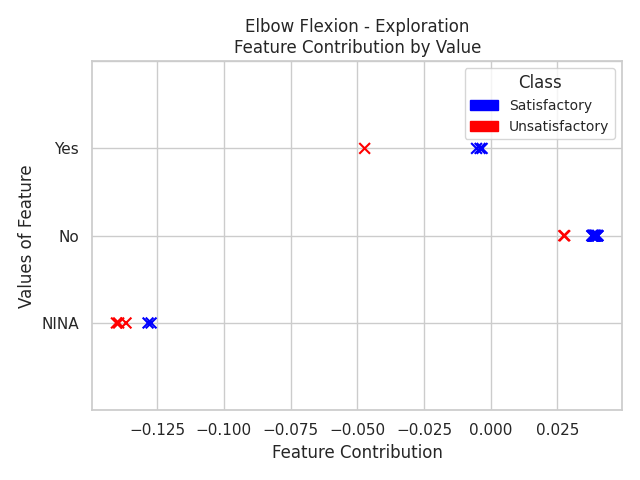 Elbow Flexion - Exploration
Feature Contribution by Value
Class
Satisfactory
Unsatisfactory
Values of Feature
Yes
No
NINA
−0.125
−0.100
−0.075
−0.050
−0.025
0.000
0.025
Feature Contribution